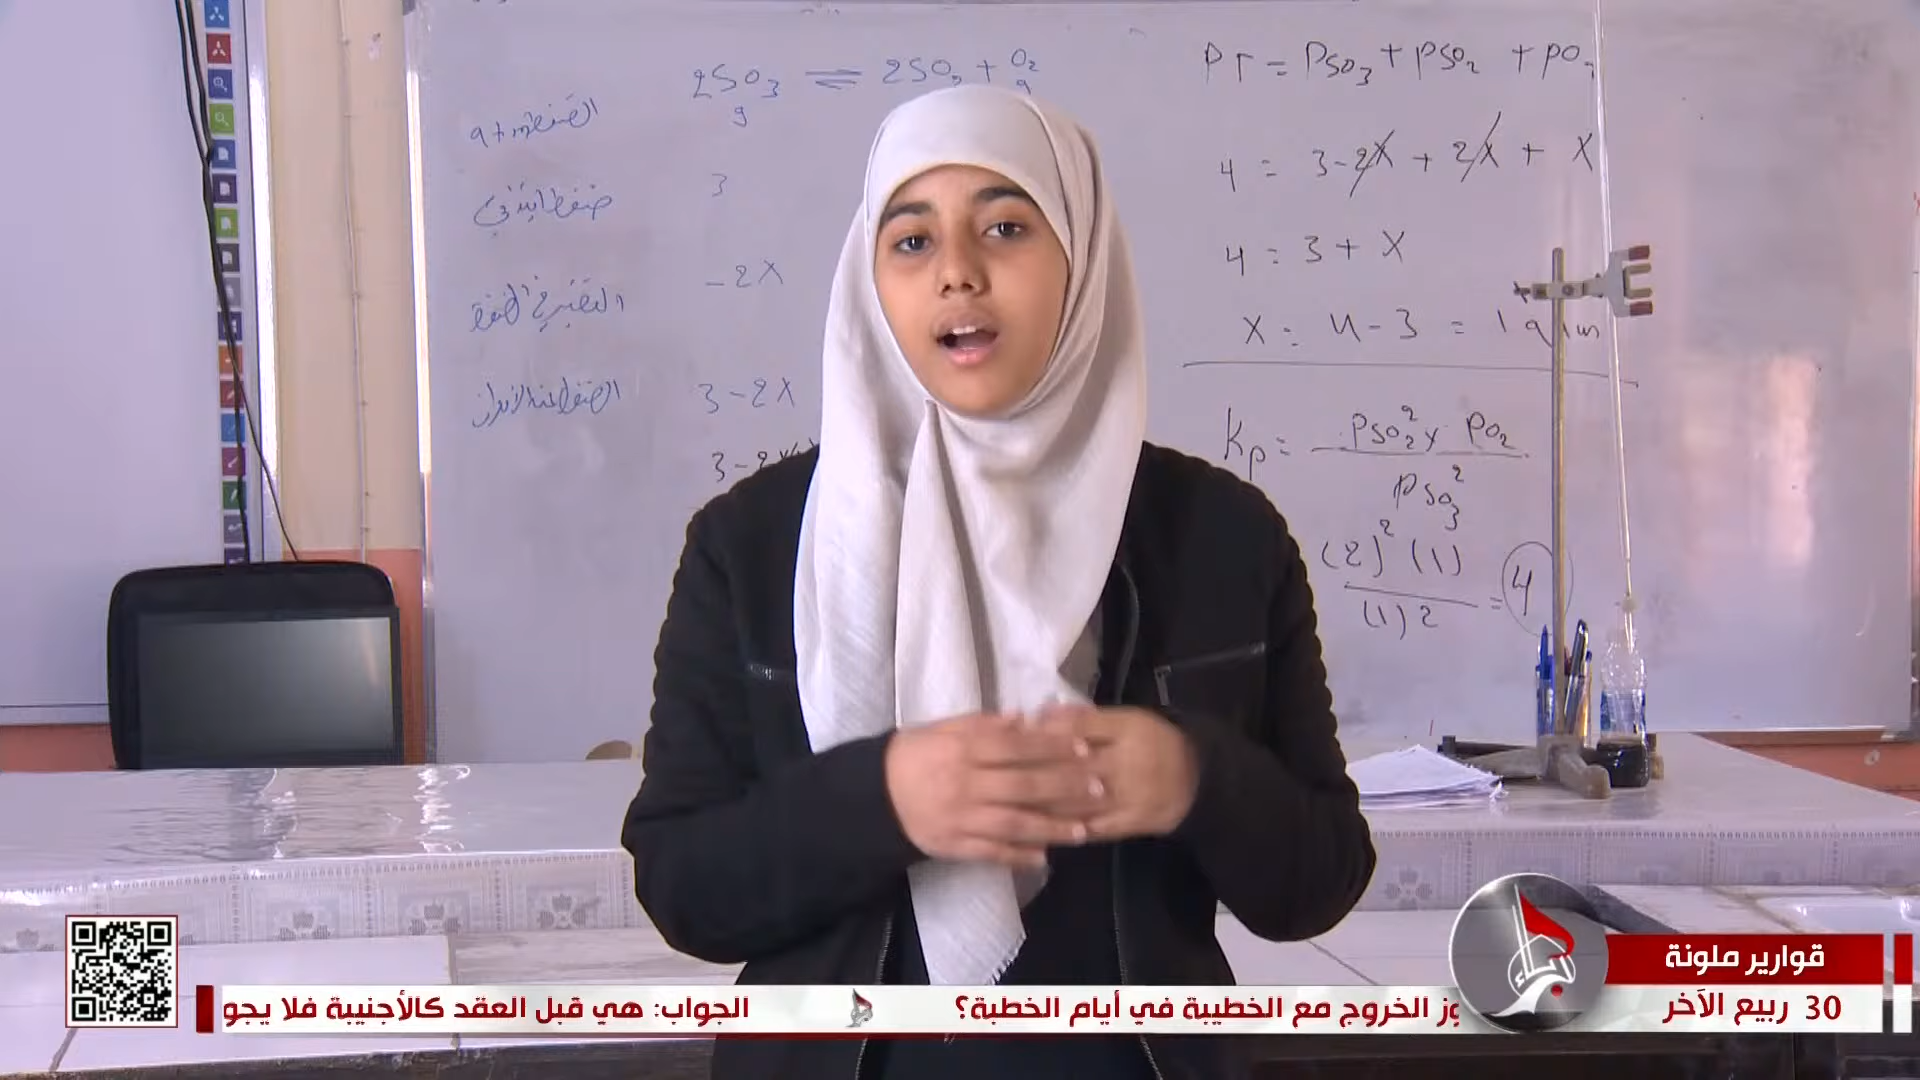 2SO₃ ⇌ 2SO₂ + O₂
g g
3
-2X
3-2X
PT = PSO₃ + PSO₂ + PO₂
4 = 3-2X + 2X + X
4 = 3 + X
X = 4 - 3 = 1 atm
Kp = PSO₂² x PO₂
PSO₃²
(2)² (1)
= 4
(1)2
كربلاء
قوارير ملونة
30 ربيع الآخر
وز الخروج مع الخطيبة في أيام الخطبة؟
الجواب: هي قبل العقد كالأجنبية فلا يجو